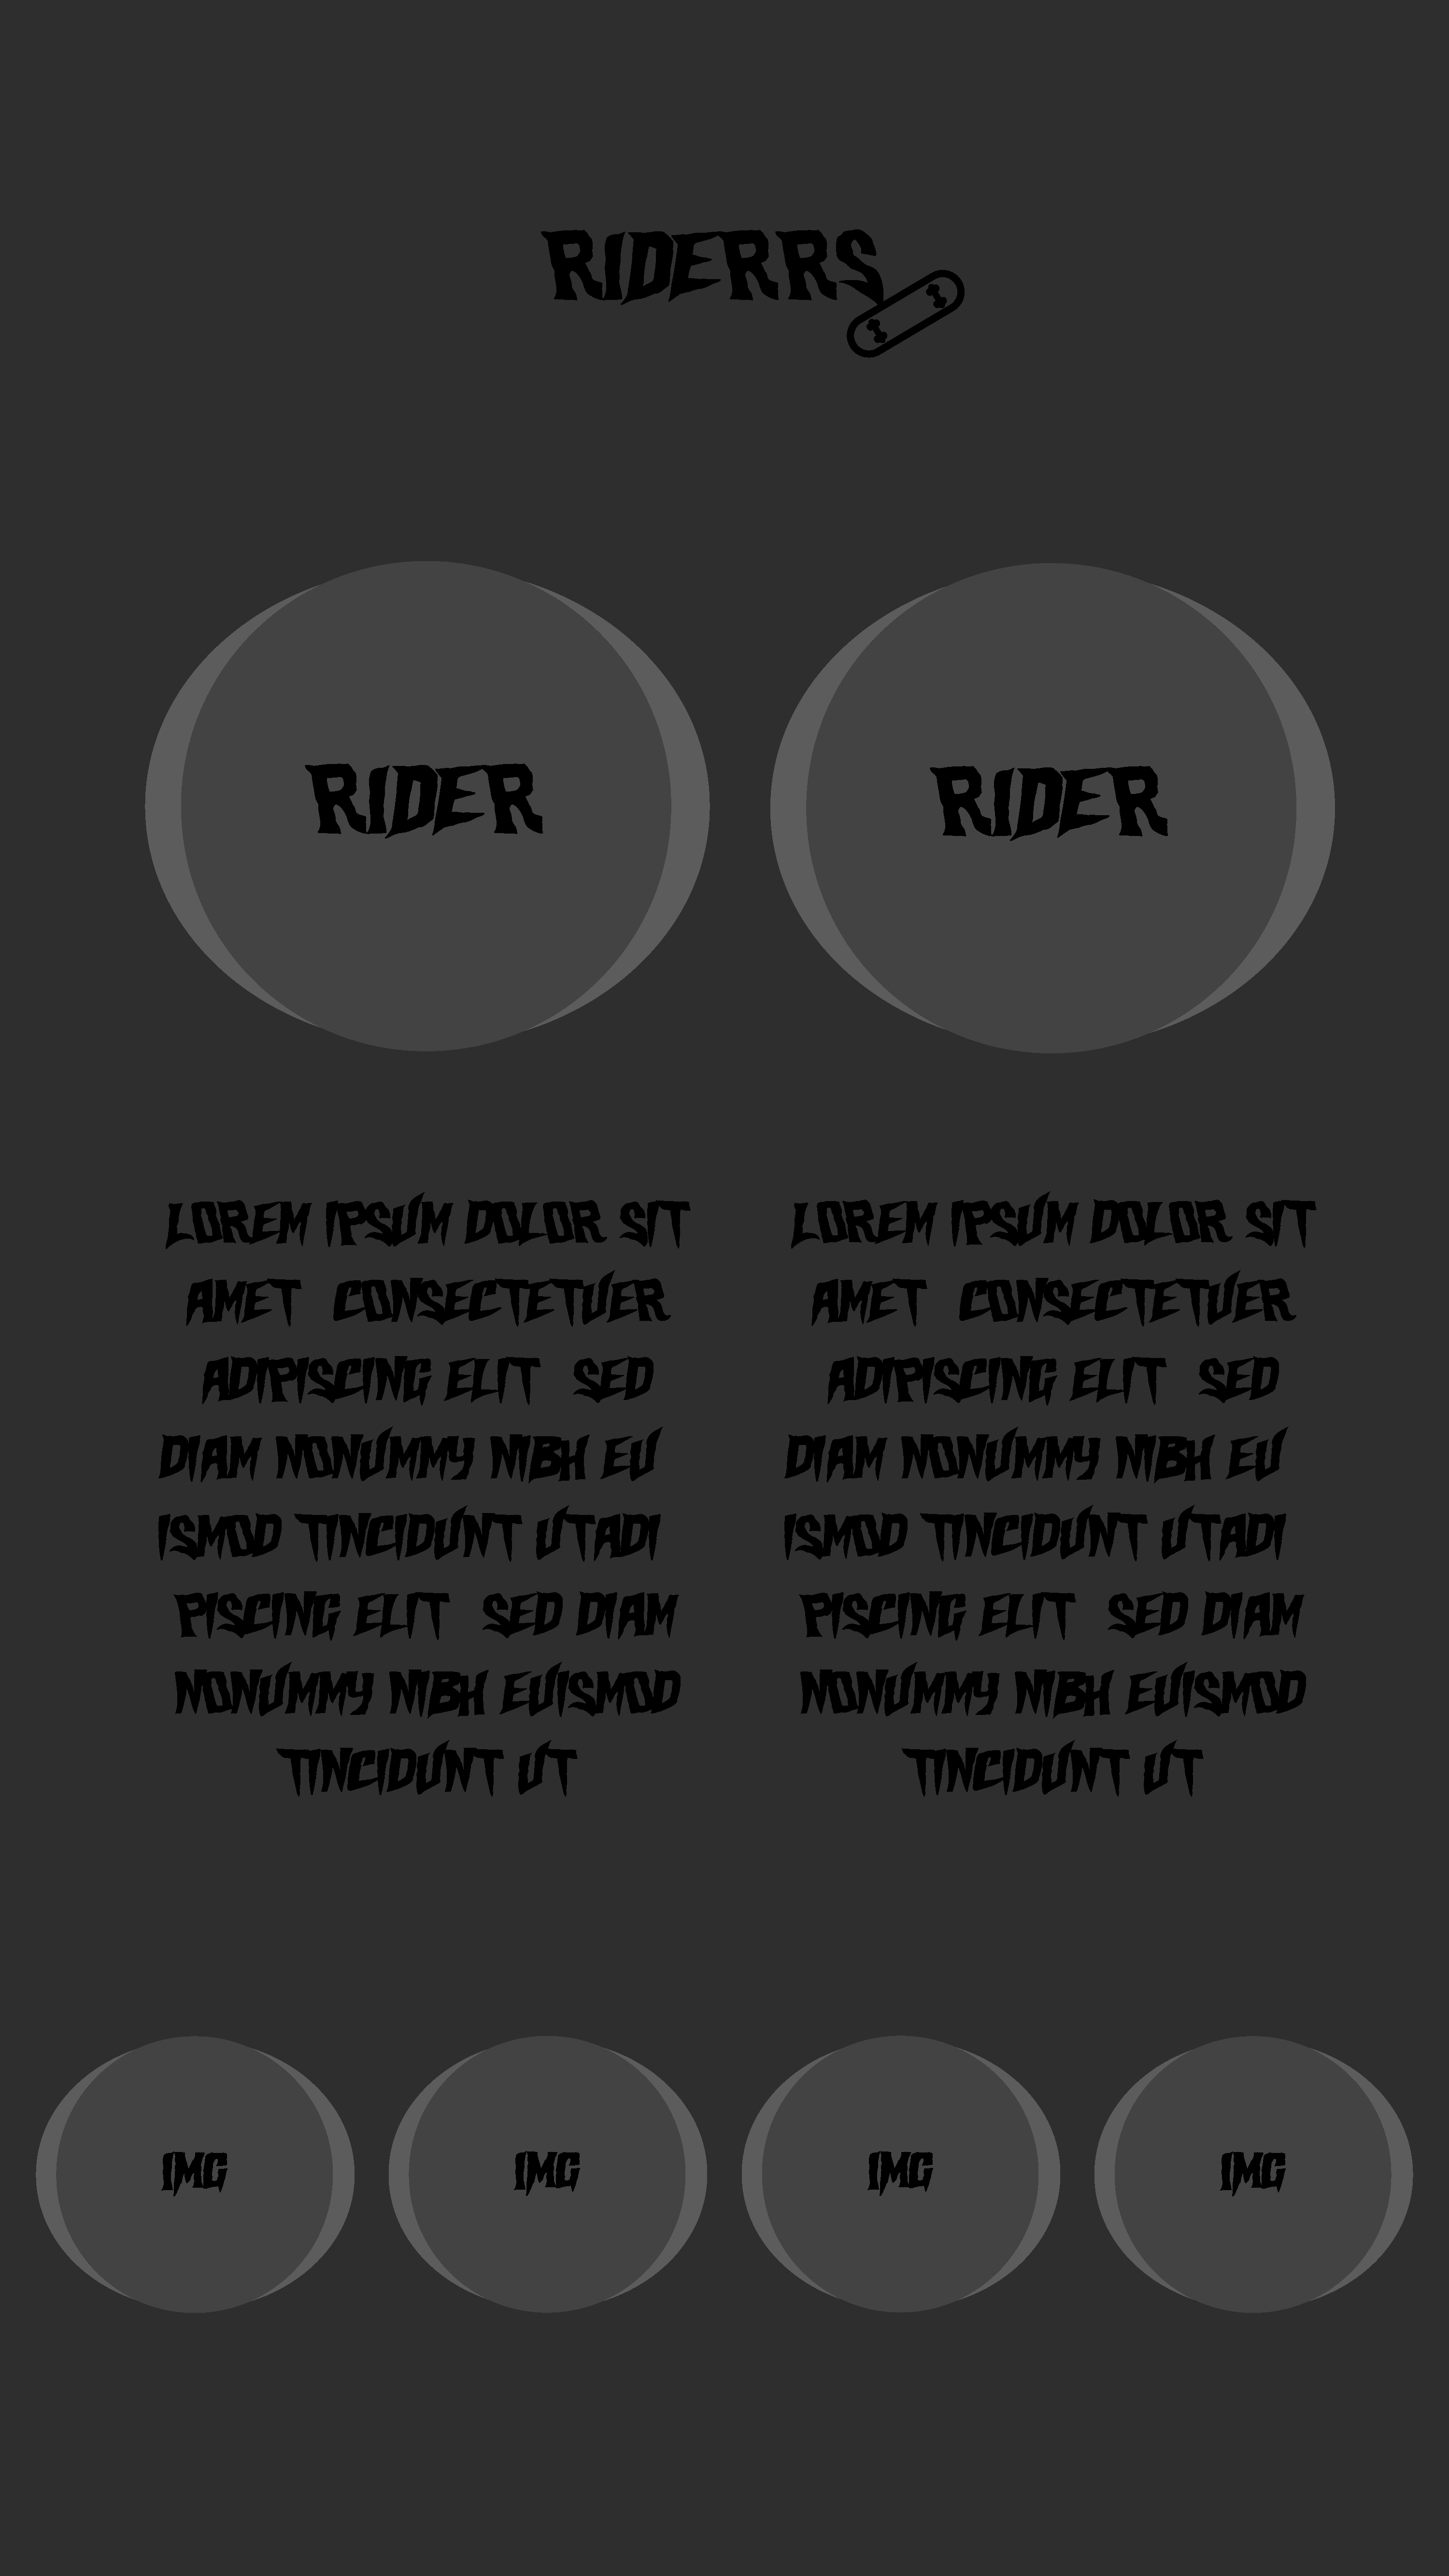 RIDERRS
RIDER
RIDER
LOREM IPSUM DOLOR SIT
AMET CONSECTETUER
ADIPISCING ELIT SED
DIAM NONUMMY NIBH EU
ISMOD TINCIDUNT UTADI
PISCING ELIT SED DIAM
NONUMMY NIBH EUISMOD
TINCIDUNT UT
LOREM IPSUM DOLOR SIT
AMET CONSECTETUER
ADIPISCING ELIT SED
DIAM NONUMMY NIBH EU
ISMOD TINCIDUNT UTADI
PISCING ELIT SED DIAM
NONUMMY NIBH EUISMOD
TINCIDUNT UT
IMG
IMG
IMG
IMG